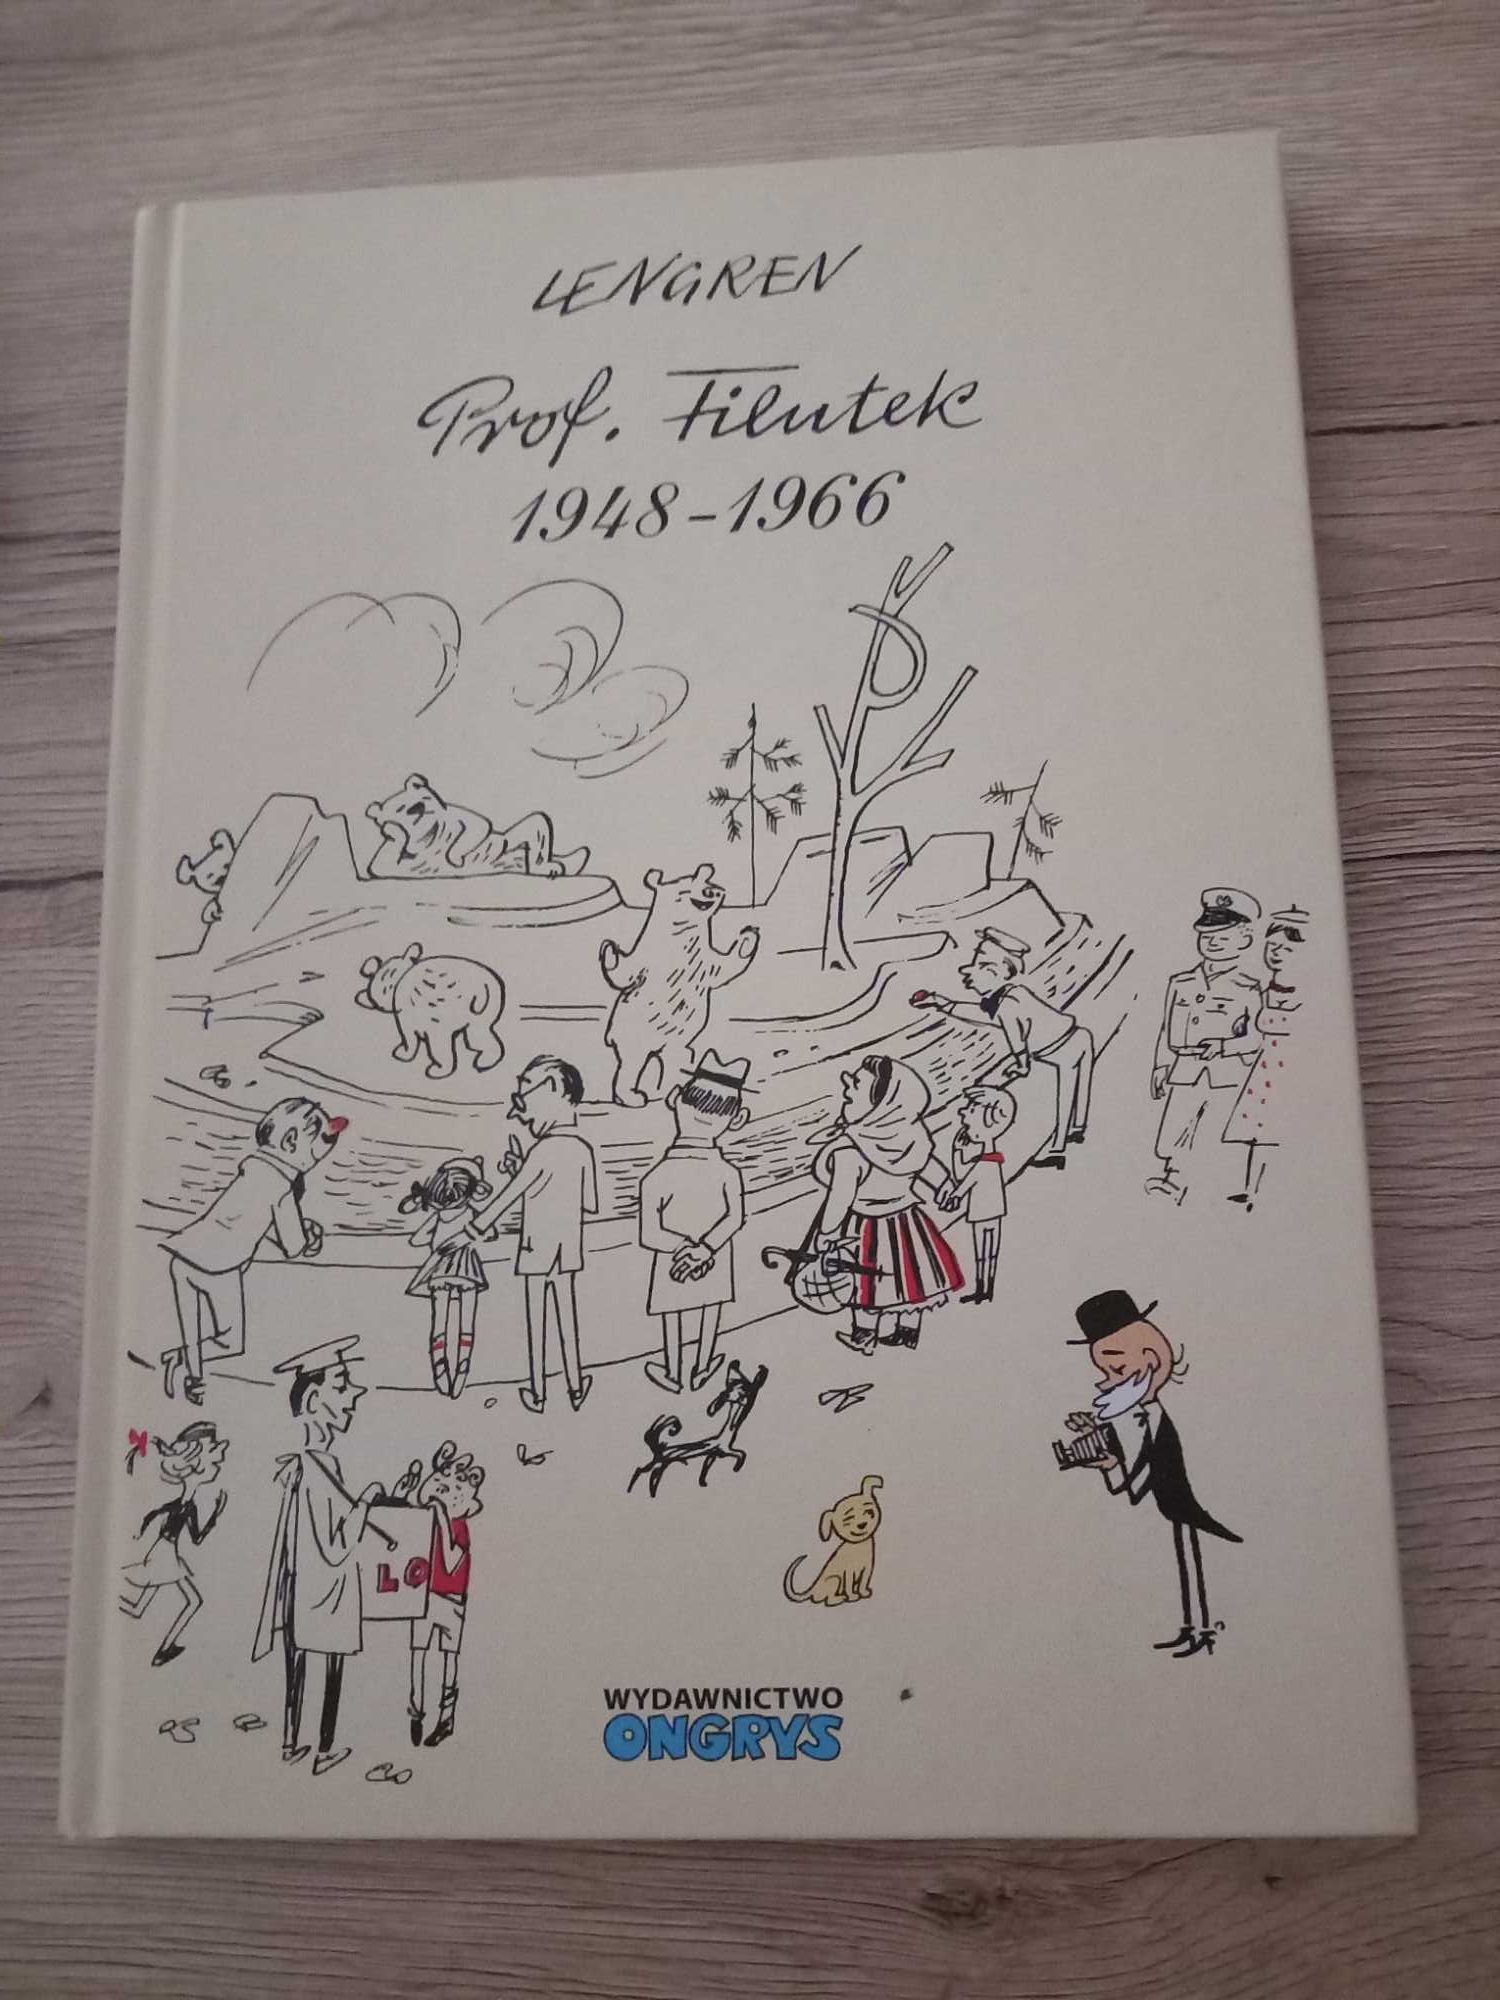 LENGREN
Prof. Filutek
1948-1966
LO
WYDAWNICTWO
ONGRYS